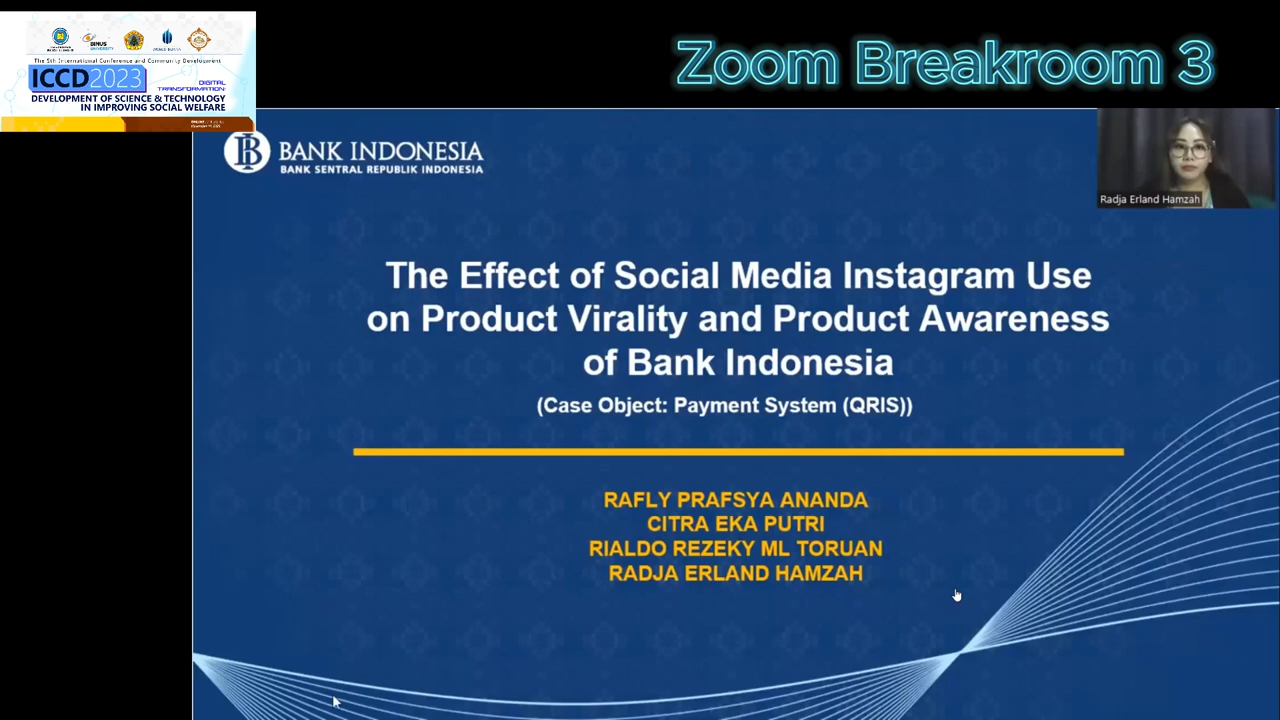 BINUS UNIVERSITY
The 5th International Conference and Community Development
ICCD2023
DIGITAL
TRANSFORMATION:
DEVELOPMENT OF SCIENCE & TECHNOLOGY
IN IMPROVING SOCIAL WELFARE
Zoom Breakroom 3
BANK INDONESIA
BANK SENTRAL REPUBLIK INDONESIA
Radja Erland Hamzah
The Effect of Social Media Instagram Use
on Product Virality and Product Awareness
of Bank Indonesia
(Case Object: Payment System (QRIS))
RAFLY PRAFSYA ANANDA
CITRA EKA PUTRI
RIALDO REZEKY ML TORUAN
RADJA ERLAND HAMZAH